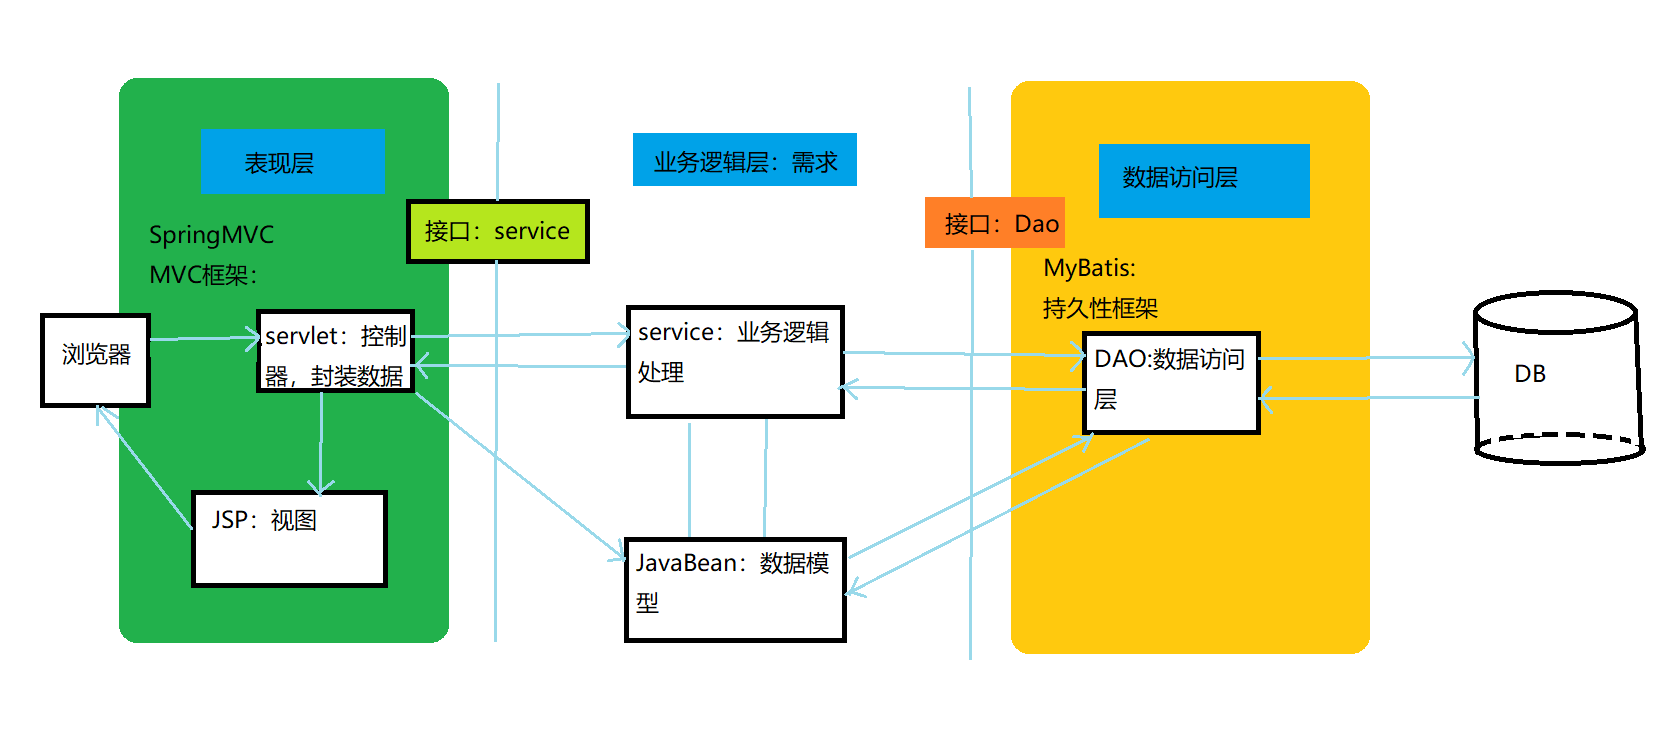 表现层
SpringMVC
MVC框架：
浏览器
servlet：控制
器，封装数据
JSP：视图
接口：service
业务逻辑层：需求
service：业务逻辑
处理
JavaBean：数据模
型
接口：Dao
数据访问层
MyBatis:
持久性框架
DAO:数据访问
层
DB